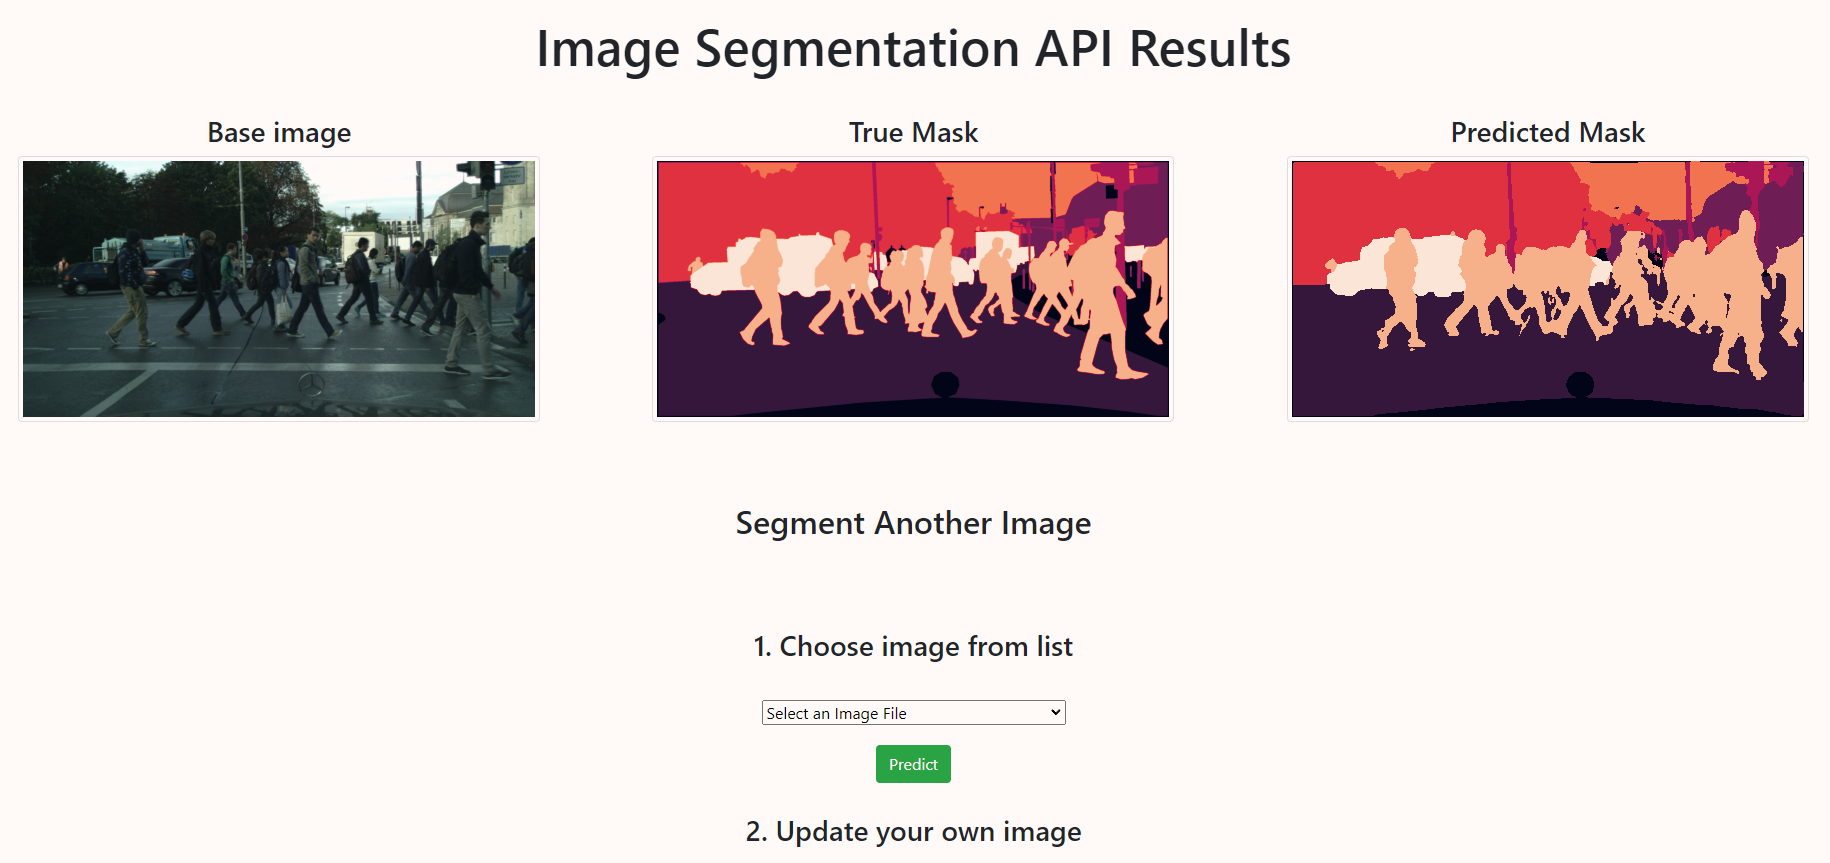 Image Segmentation API Results
Base image
True Mask
Predicted Mask
Segment Another Image
1. Choose image from list
Select an Image File
Predict
2. Update your own image